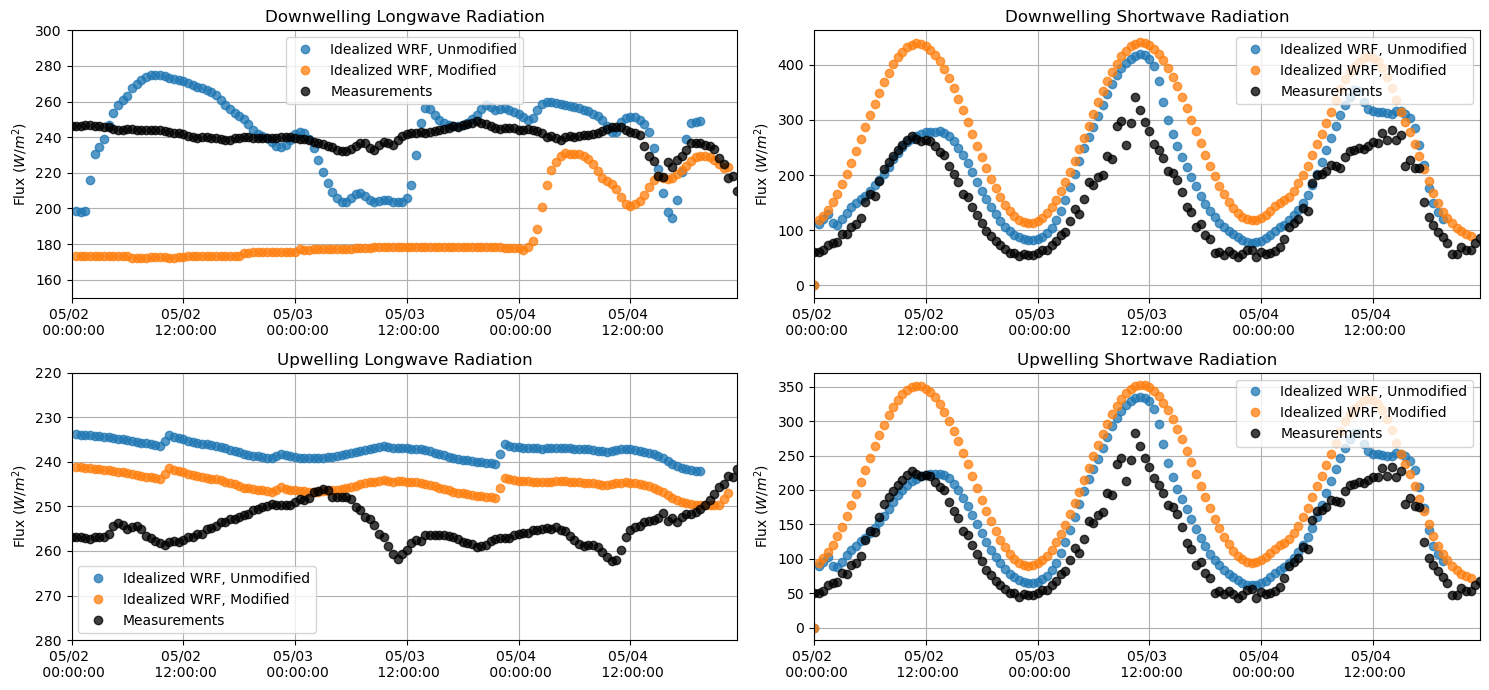 Downwelling Longwave Radiation
Flux (W/m²)
300
280
260
240
220
200
180
160
Idealized WRF, Unmodified
Idealized WRF, Modified
Measurements
05/02 05/02 05/03 05/03 05/04 05/04
00:00:00 12:00:00 00:00:00 12:00:00 00:00:00 12:00:00
Downwelling Shortwave Radiation
Flux (W/m²)
400
300
200
100
0
Idealized WRF, Unmodified
Idealized WRF, Modified
Measurements
05/02 05/02 05/03 05/03 05/04 05/04
00:00:00 12:00:00 00:00:00 12:00:00 00:00:00 12:00:00
Upwelling Longwave Radiation
Flux (W/m²)
220
230
240
250
260
270
280
Idealized WRF, Unmodified
Idealized WRF, Modified
Measurements
05/02 05/02 05/03 05/03 05/04 05/04
00:00:00 12:00:00 00:00:00 12:00:00 00:00:00 12:00:00
Upwelling Shortwave Radiation
Flux (W/m²)
350
300
250
200
150
100
50
0
Idealized WRF, Unmodified
Idealized WRF, Modified
Measurements
05/02 05/02 05/03 05/03 05/04 05/04
00:00:00 12:00:00 00:00:00 12:00:00 00:00:00 12:00:00